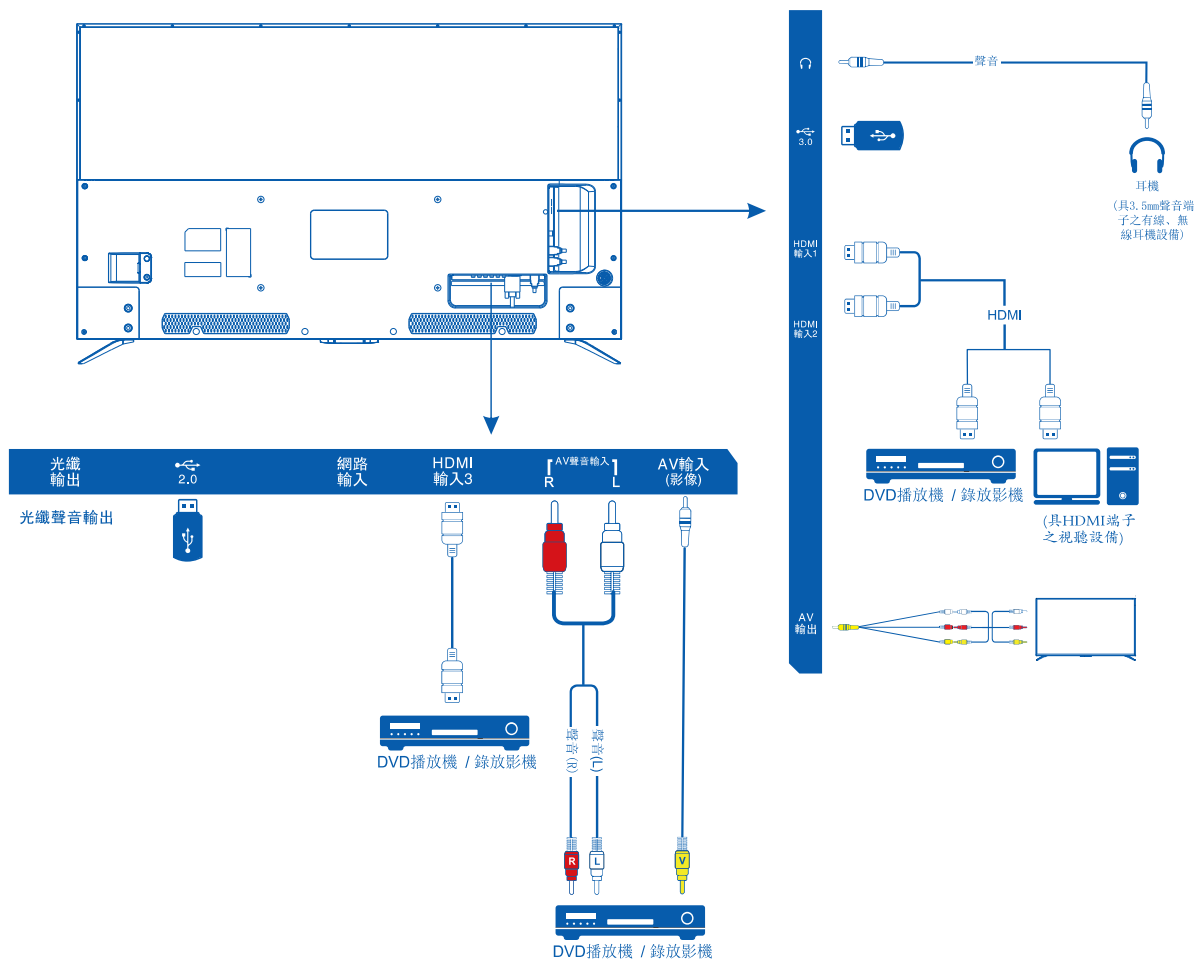 聲音
3.0
耳機
(具3.5mm聲音端
子之有線、無
線耳機設備)
HDMI
輸入1
HDMI
輸入2
HDMI
DVD播放機 / 錄放影機
(具HDMI端子
之視聽設備)
AV
輸出
光纖
輸出
2.0
網路
輸入
HDMI
輸入3
AV聲音輸入
R
L
AV輸入
(影像)
光纖聲音輸出
DVD播放機 / 錄放影機
聲音(R)
聲音(L)
R
L
V
DVD播放機 / 錄放影機